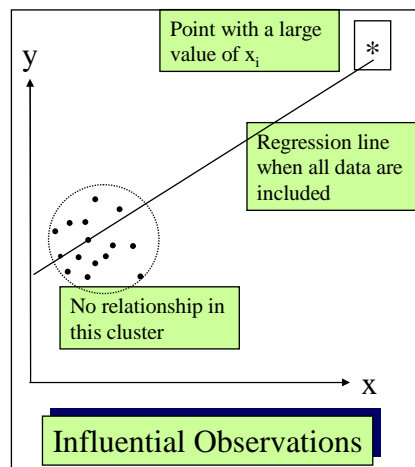 Point with a large
value of xi
*
y
Regression line
when all data are
included
No relationship in
this cluster
x
Influential Observations